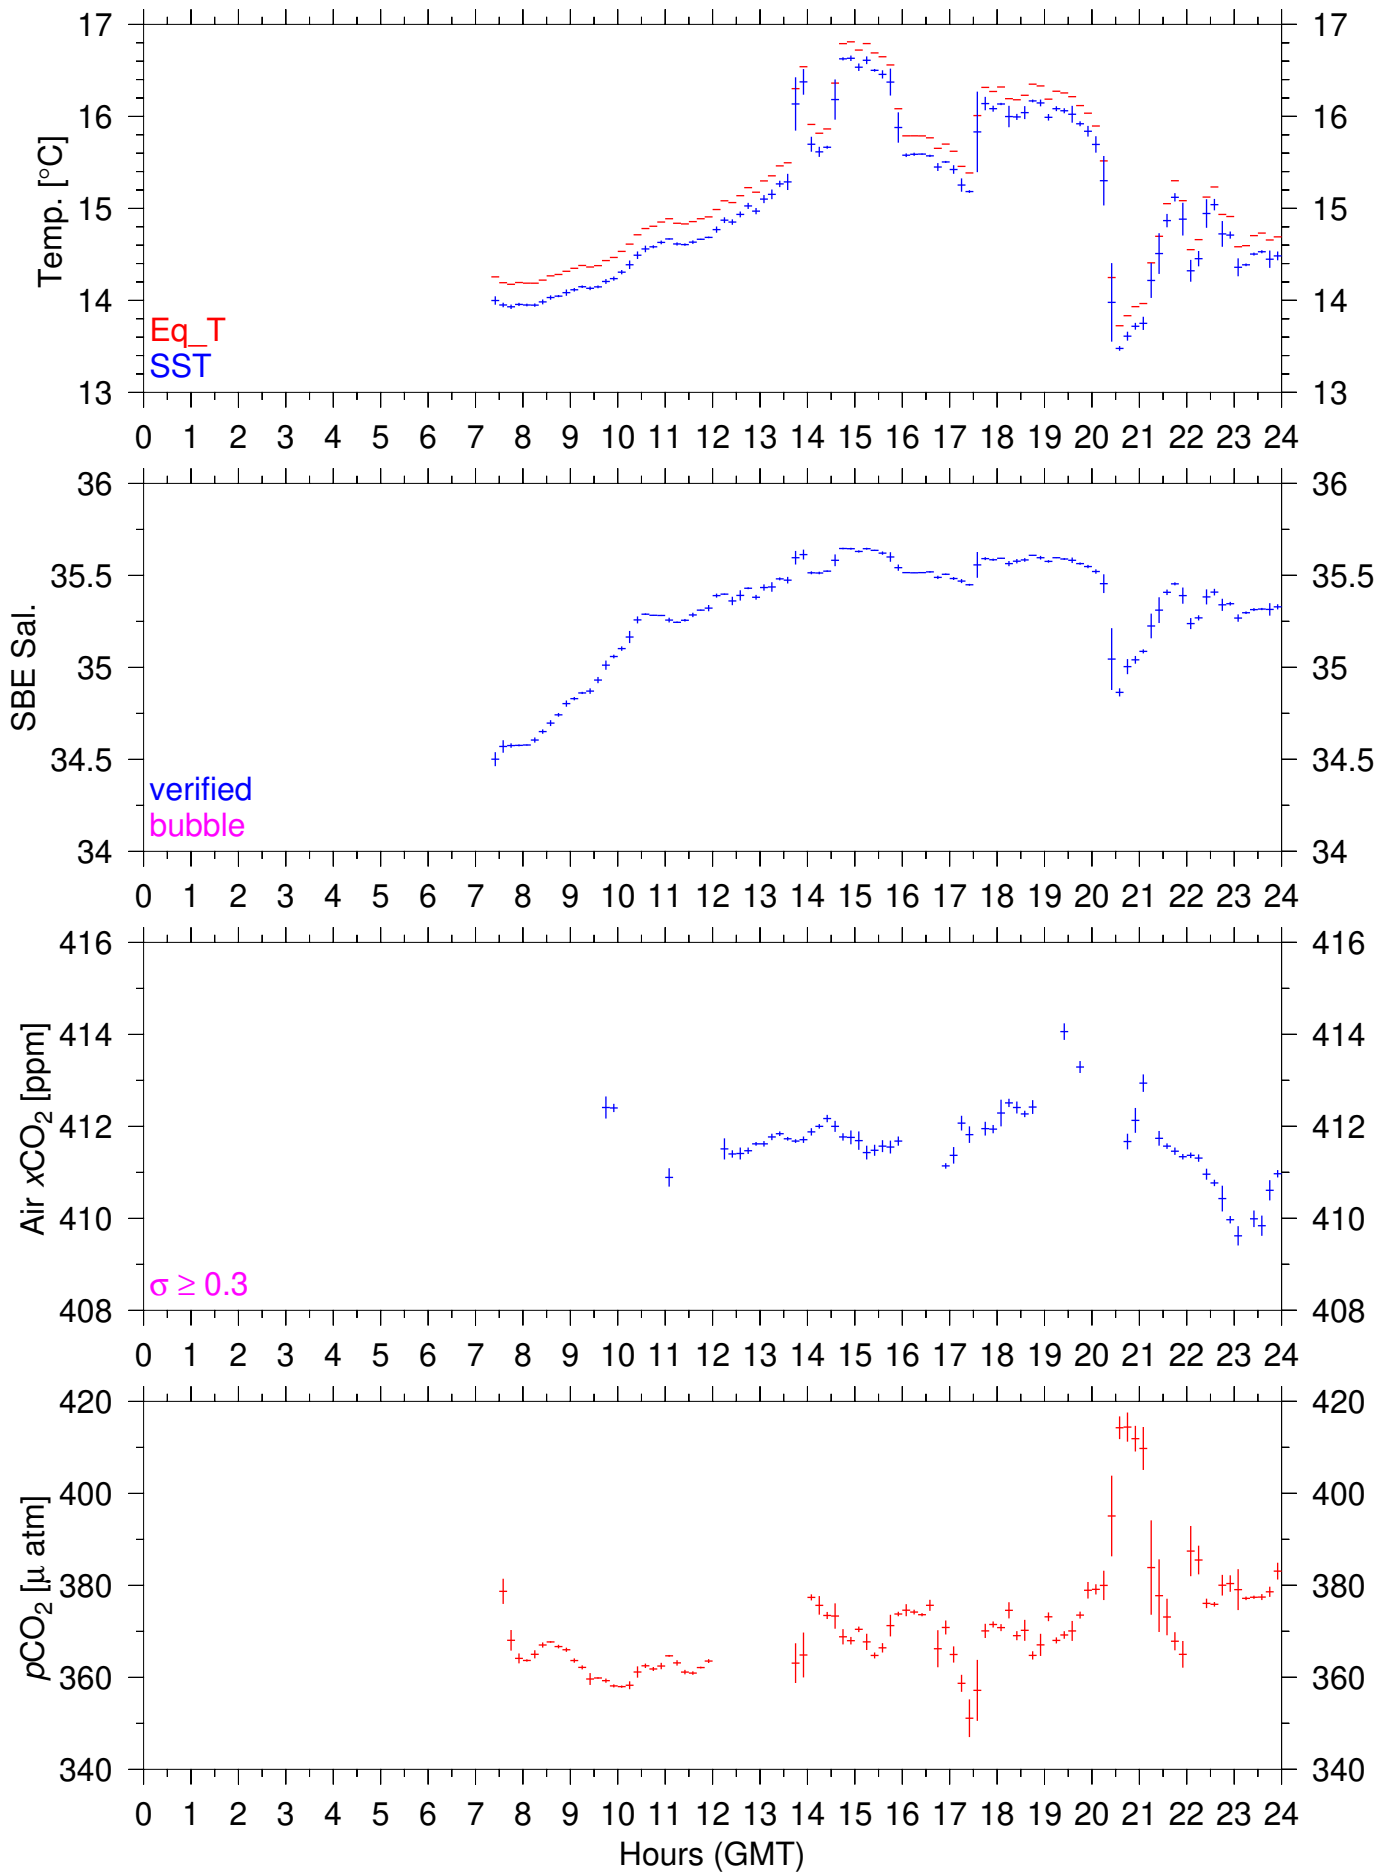 17 17
16 16
15 15
14 14
13 13
Temp. [°C]
Eq_T
SST
0 1 2 3 4 5 6 7 8 9 10 11 12 13 14 15 16 17 18 19 20 21 22 23 24
36 36
35.5 35.5
35 35
34.5 34.5
34 34
SBE Sal.
verified
bubble
0 1 2 3 4 5 6 7 8 9 10 11 12 13 14 15 16 17 18 19 20 21 22 23 24
416 416
414 414
412 412
410 410
408 408
Air xCO₂ [ppm]
σ ≥ 0.3
0 1 2 3 4 5 6 7 8 9 10 11 12 13 14 15 16 17 18 19 20 21 22 23 24
420 420
400 400
380 380
360 360
340 340
pCO₂ [μ atm]
0 1 2 3 4 5 6 7 8 9 10 11 12 13 14 15 16 17 18 19 20 21 22 23 24
Hours (GMT)